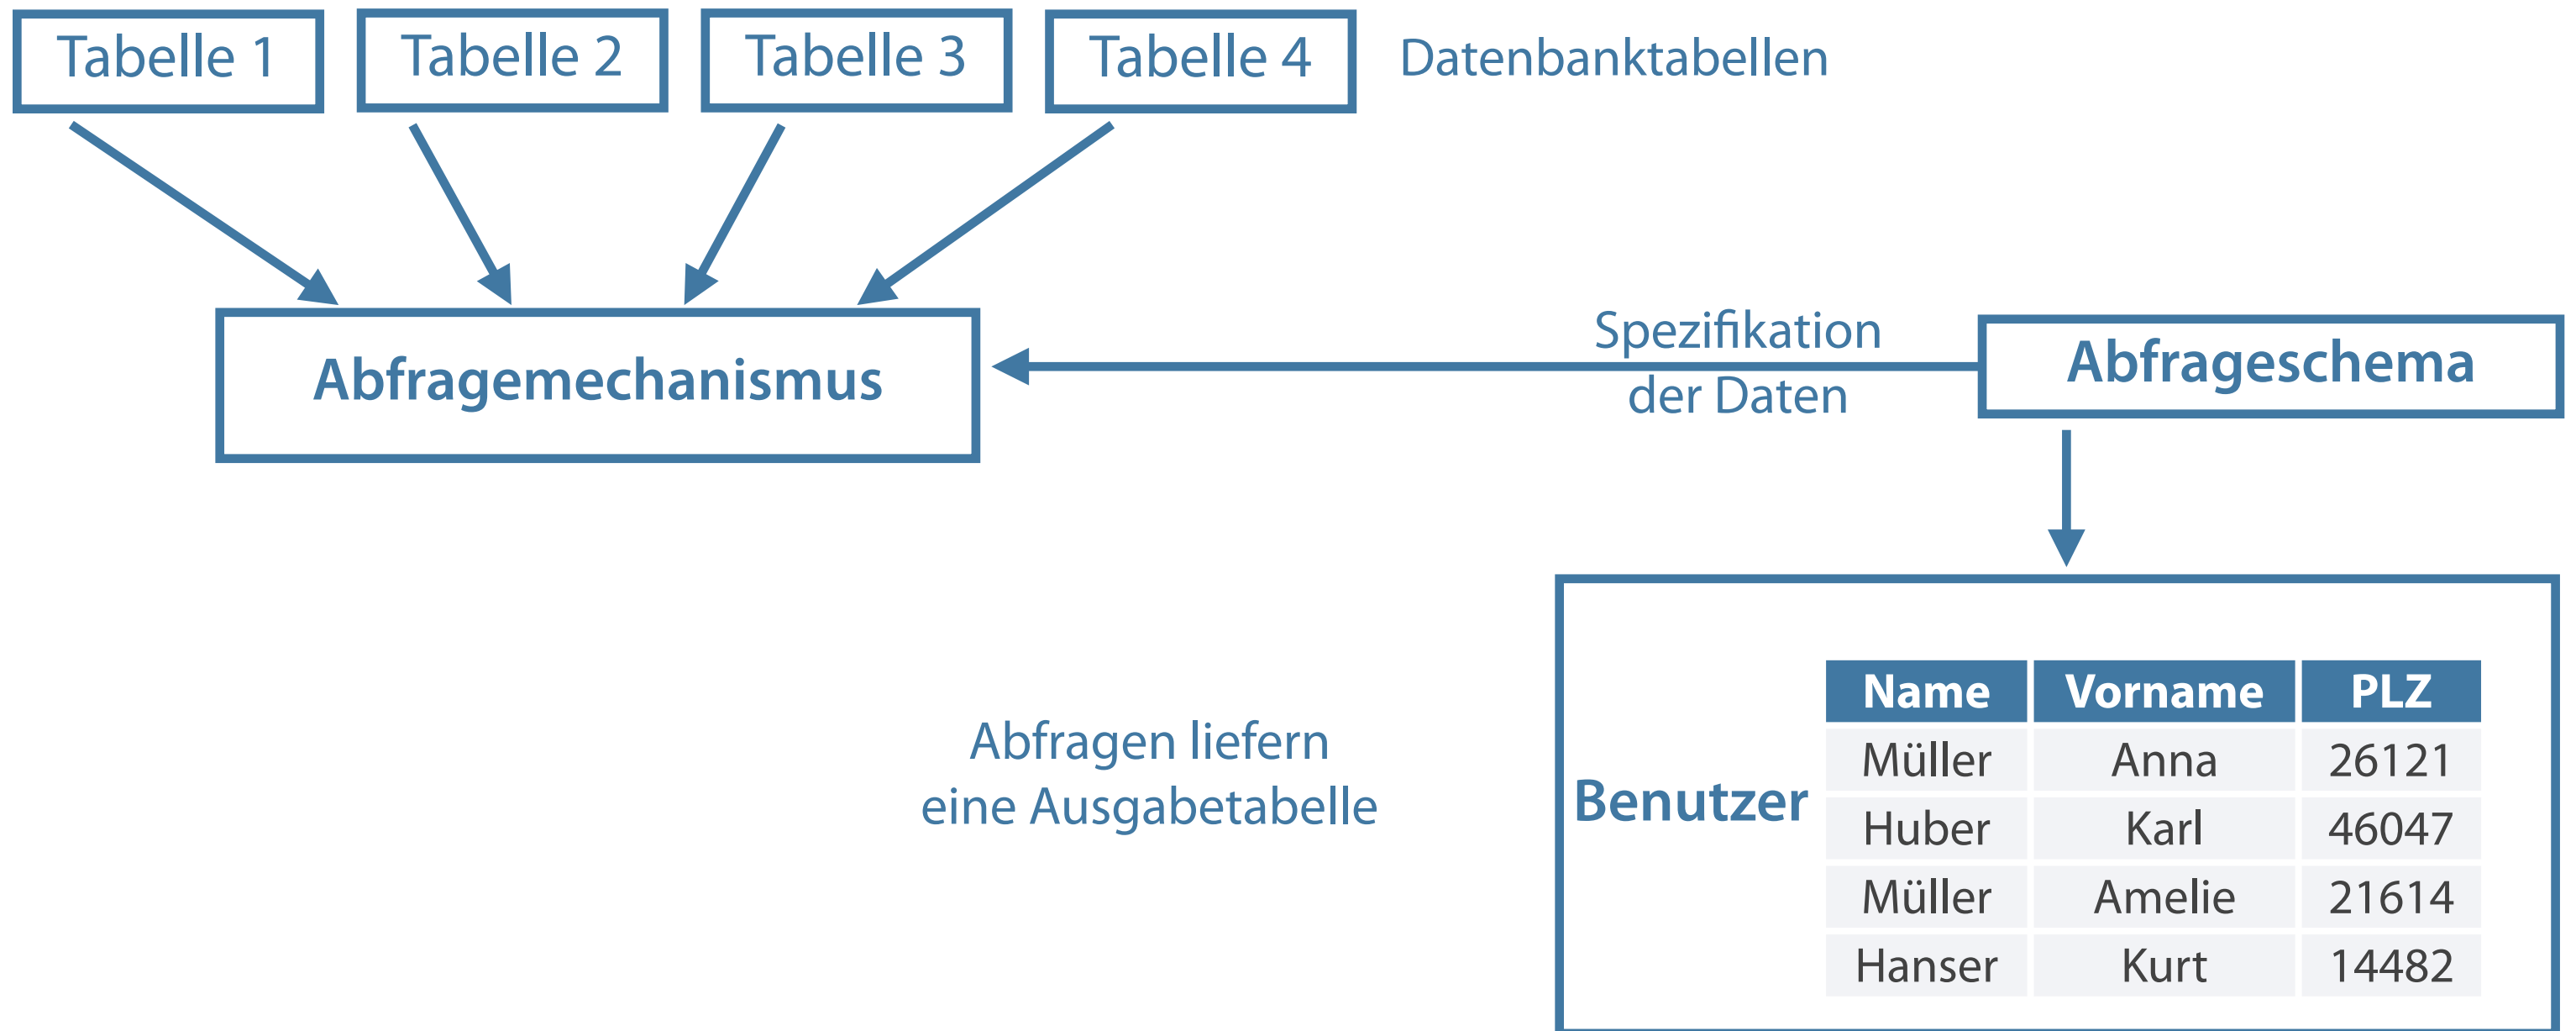 Tabelle 1 Tabelle 2 Tabelle 3 Tabelle 4 Datenbanktabellen
Abfragemechanismus
Spezifikation
der Daten
Abfrageschema
Abfragen liefern
eine Ausgabetabelle
Benutzer
Name Vorname PLZ
Müller Anna 26121
Huber Karl 46047
Müller Amelie 21614
Hanser Kurt 14482